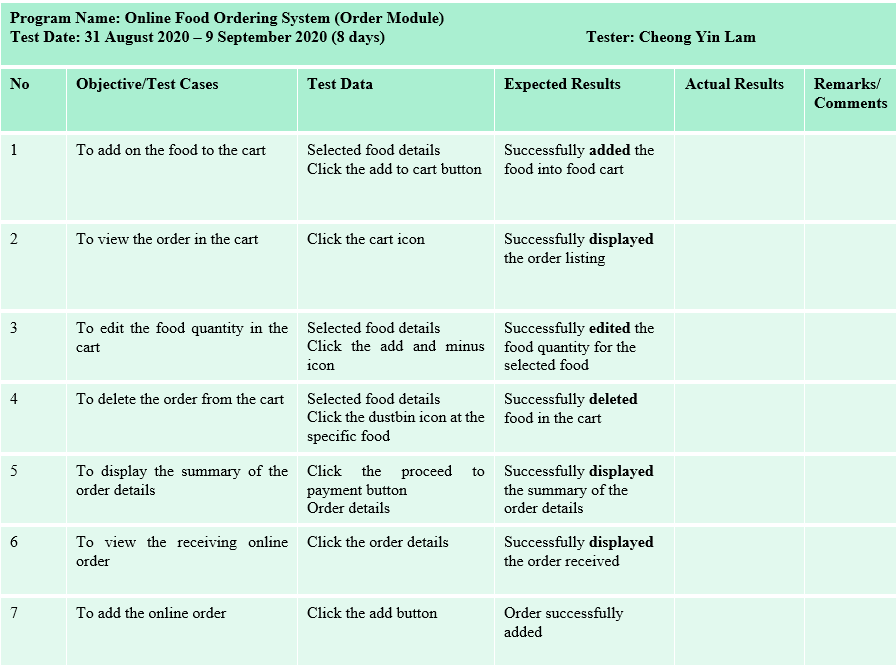 Program Name: Online Food Ordering System (Order Module)
Test Date: 31 August 2020 – 9 September 2020 (8 days) Tester: Cheong Yin Lam
No Objective/Test Cases Test Data Expected Results Actual Results Remarks/
Comments
1 To add on the food to the cart Selected food details Successfully added the
Click the add to cart button food into food cart
2 To view the order in the cart Click the cart icon Successfully displayed
the order listing
3 To edit the food quantity in the Selected food details Successfully edited the
cart Click the add and minus food quantity for the
icon selected food
4 To delete the order from the cart Selected food details Successfully deleted
Click the dustbin icon at the food in the cart
specific food
5 To display the summary of the Click the proceed to Successfully displayed
order details payment button the summary of the
Order details order details
6 To view the receiving online Click the order details Successfully displayed
order the order received
7 To add the online order Click the add button Order successfully
added